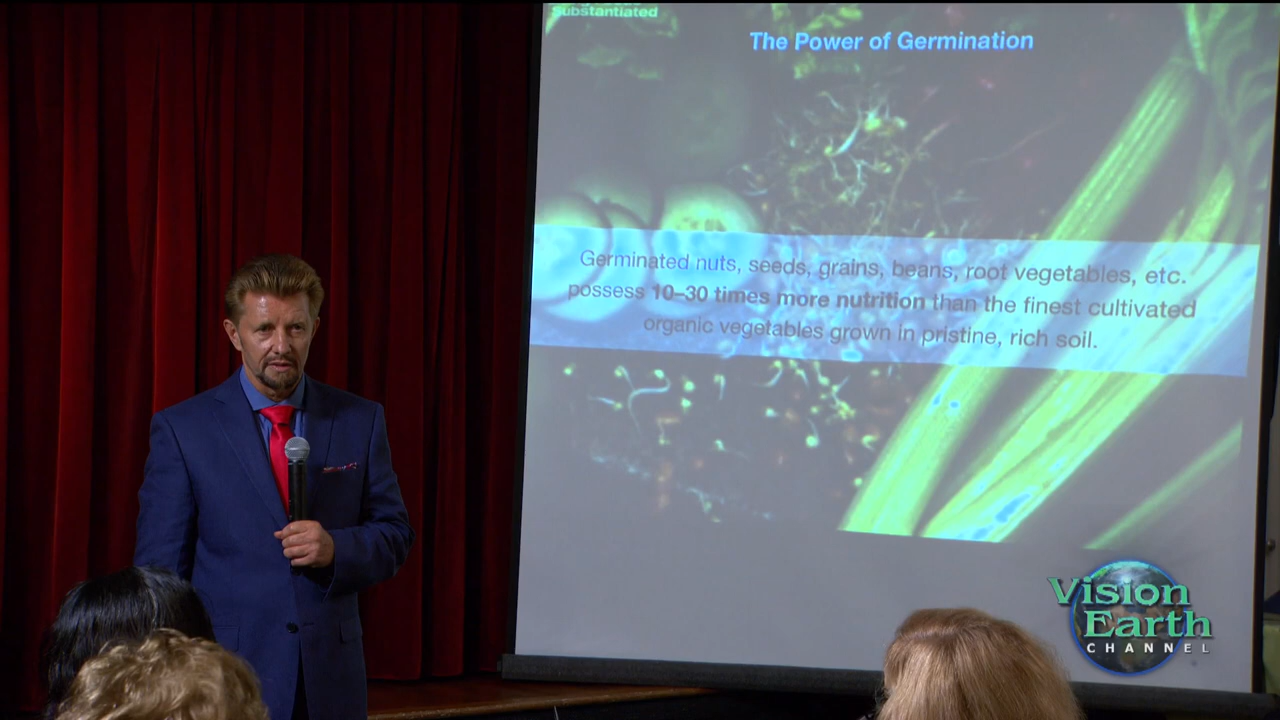 Substantiated
The Power of Germination
Germinated nuts, seeds, grains, beans, root vegetables, etc.
possess 10–30 times more nutrition than the finest cultivated
organic vegetables grown in pristine, rich soil.
Vision
Earth
CHANNEL